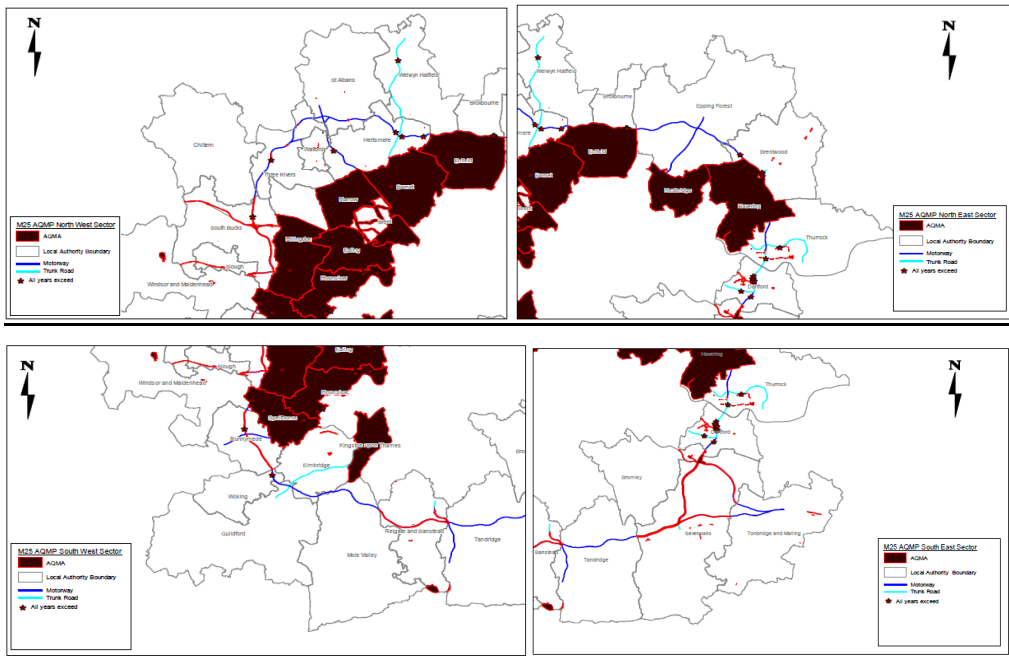 N
St Albans
Welwyn Hatfield
Broxbourne
Chiltern
Watford
Hertsmere
Three Rivers
Enfield
Barnet
Harrow
Brent
South Bucks
Hillingdon
Ealing
Slough
Hounslow
Windsor and Maidenhead
M25 AQMP North West Sector
AQMA
Local Authority Boundary
Motorway
Trunk Road
All years exceed
N
Welwyn Hatfield
Broxbourne
Epping Forest
mere
Enfield
Brentwood
Barnet
Redbridge
Havering
Brent
Thurrock
Dartford
M25 AQMP North East Sector
AQMA
Local Authority Boundary
Motorway
Trunk Road
All years exceed
N
Ealing
Slough
Windsor and Maidenhead
Hounslow
Spelthorne
Runnymede
Kingston upon Thames
Elmbridge
Bro
Woking
Guildford
Reigate and Banstead
Tandridge
Mole Valley
M25 AQMP South West Sector
AQMA
Local Authority Boundary
Motorway
Trunk Road
All years exceed
N
Havering
Thurrock
Dartford
Bromley
Sevenoaks
Tonbridge and Malling
Banstead
Tandridge
M25 AQMP South East Sector
AQMA
Local Authority Boundary
Motorway
Trunk Road
All years exceed